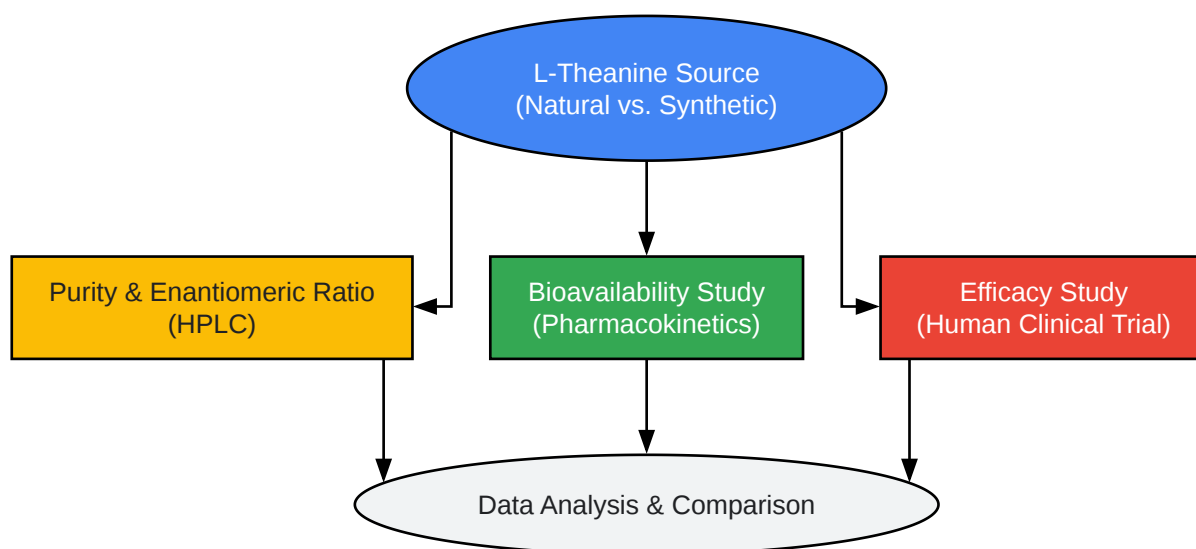 L-Theanine Source
(Natural vs. Synthetic)
Purity & Enantiomeric Ratio
(HPLC)
Bioavailability Study
(Pharmacokinetics)
Efficacy Study
(Human Clinical Trial)
Data Analysis & Comparison